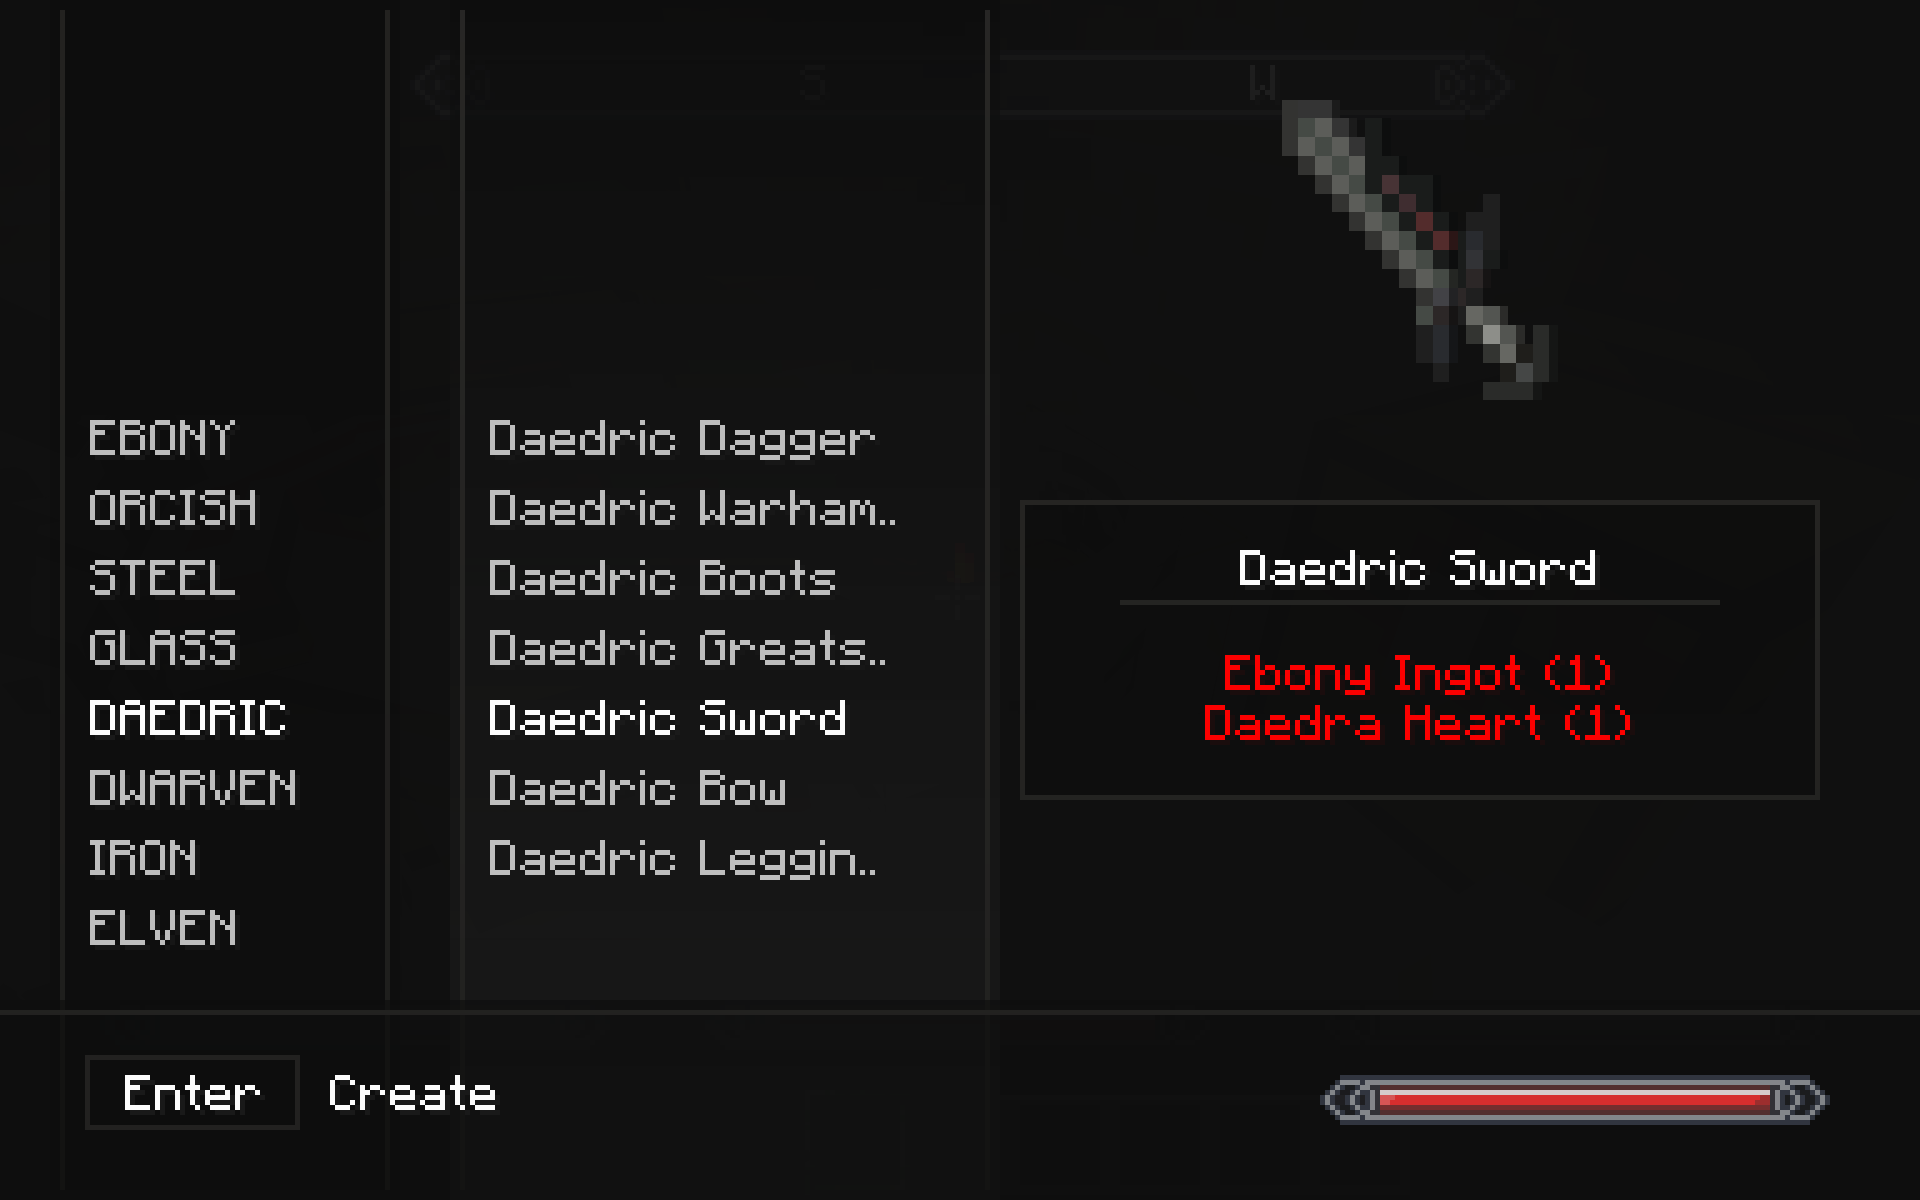 S
W
EBONY
ORCISH
STEEL
GLASS
DAEDRIC
DWARVEN
IRON
ELVEN
Daedric Dagger
Daedric Warham..
Daedric Boots
Daedric Greats..
Daedric Sword
Daedric Bow
Daedric Leggin..
Daedric Sword
Ebony Ingot (1)
Daedra Heart (1)
Enter
Create